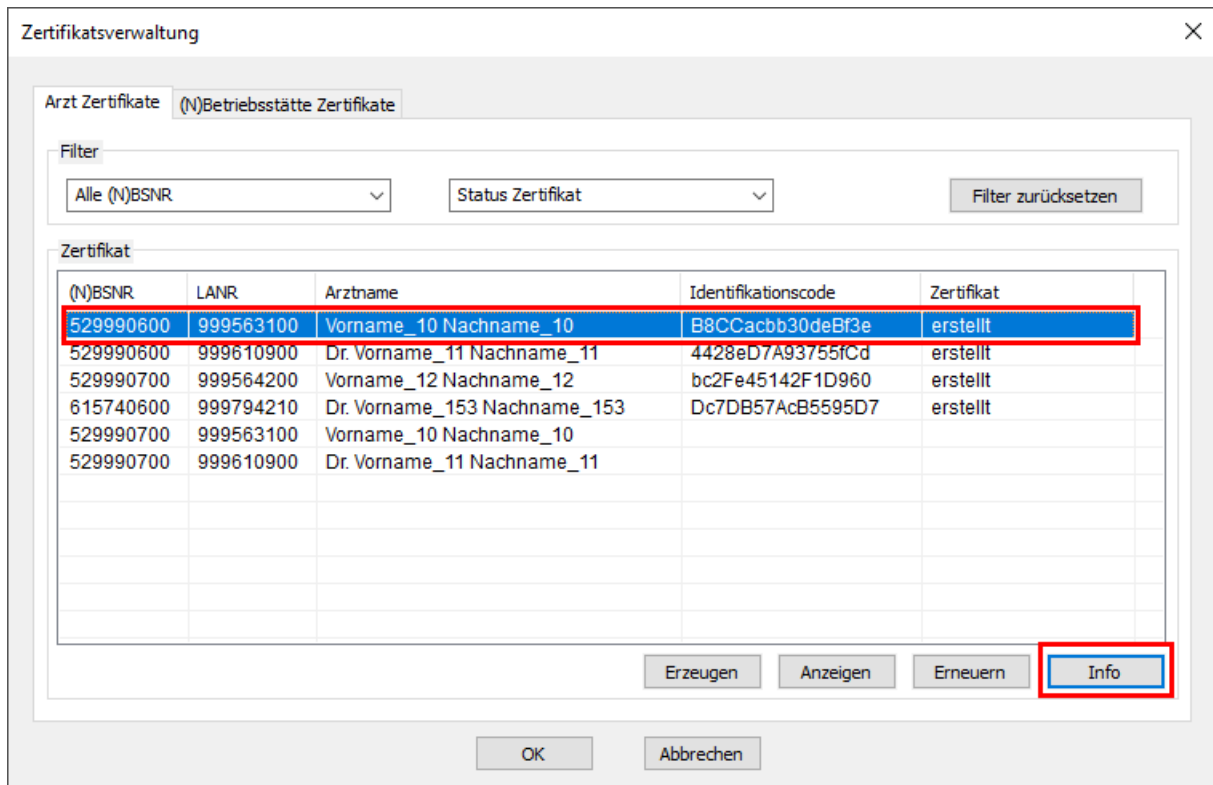 Zertifikatsverwaltung
Arzt Zertifikate (N)Betriebsstätte Zertifikate
Filter
Alle (N)BSNR Status Zertifikat Filter zurücksetzen
Zertifikat
(N)BSNR LANR Arztname Identifikationscode Zertifikat
529990600 999563100 Vorname_10 Nachname_10 B8CCacbb30deBf3e erstellt
529990600 999610900 Dr. Vorname_11 Nachname_11 4428eD7A93755fCd erstellt
529990700 999564200 Vorname_12 Nachname_12 bc2Fe45142F1D960 erstellt
615740600 999794210 Dr. Vorname_153 Nachname_153 Dc7DB57AcB5595D7 erstellt
529990700 999563100 Vorname_10 Nachname_10
529990700 999610900 Dr. Vorname_11 Nachname_11
Erzeugen Anzeigen Erneuern Info
OK Abbrechen